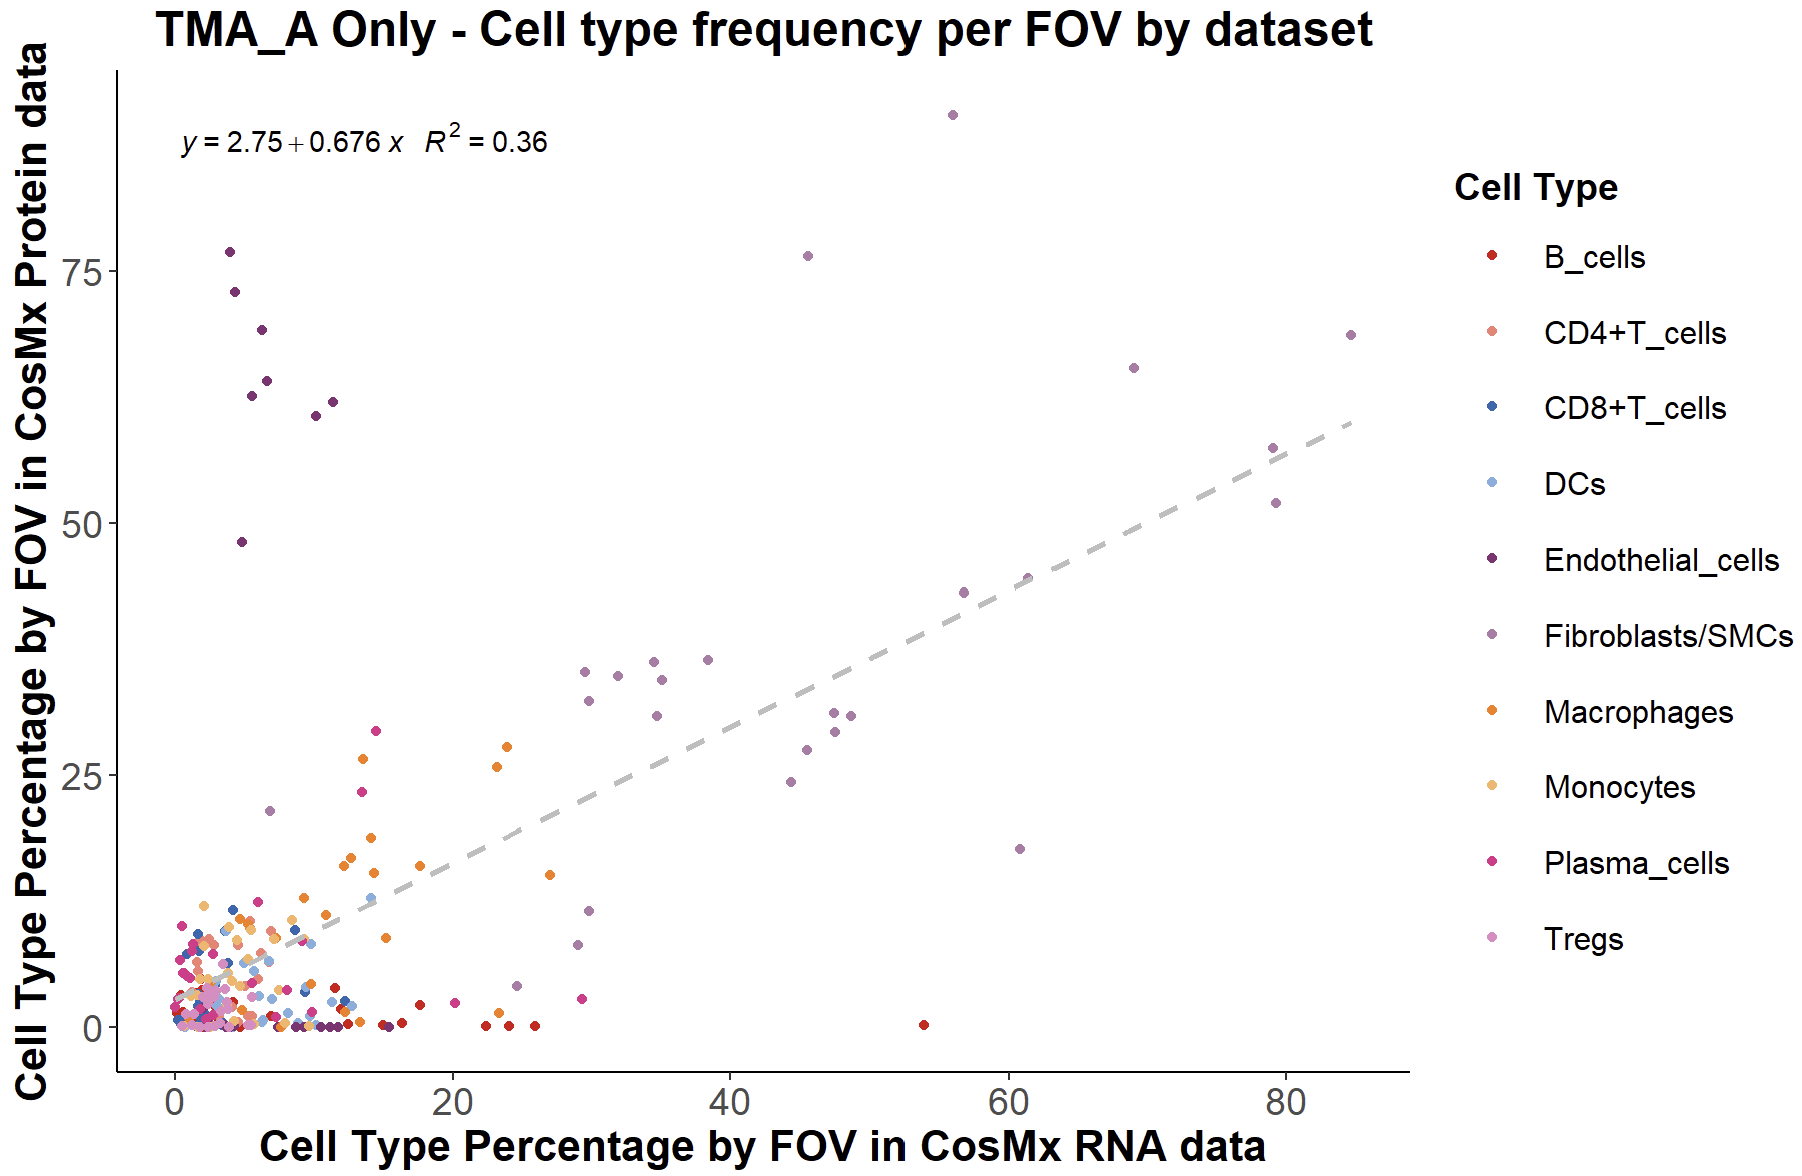 TMA_A Only - Cell type frequency per FOV by dataset
Cell Type Percentage by FOV in CosMx Protein data
y = 2.75 + 0.676 x R² = 0.36
75
50
25
0
0 20 40 60 80
Cell Type Percentage by FOV in CosMx RNA data
Cell Type
B_cells
CD4+T_cells
CD8+T_cells
DCs
Endothelial_cells
Fibroblasts/SMCs
Macrophages
Monocytes
Plasma_cells
Tregs